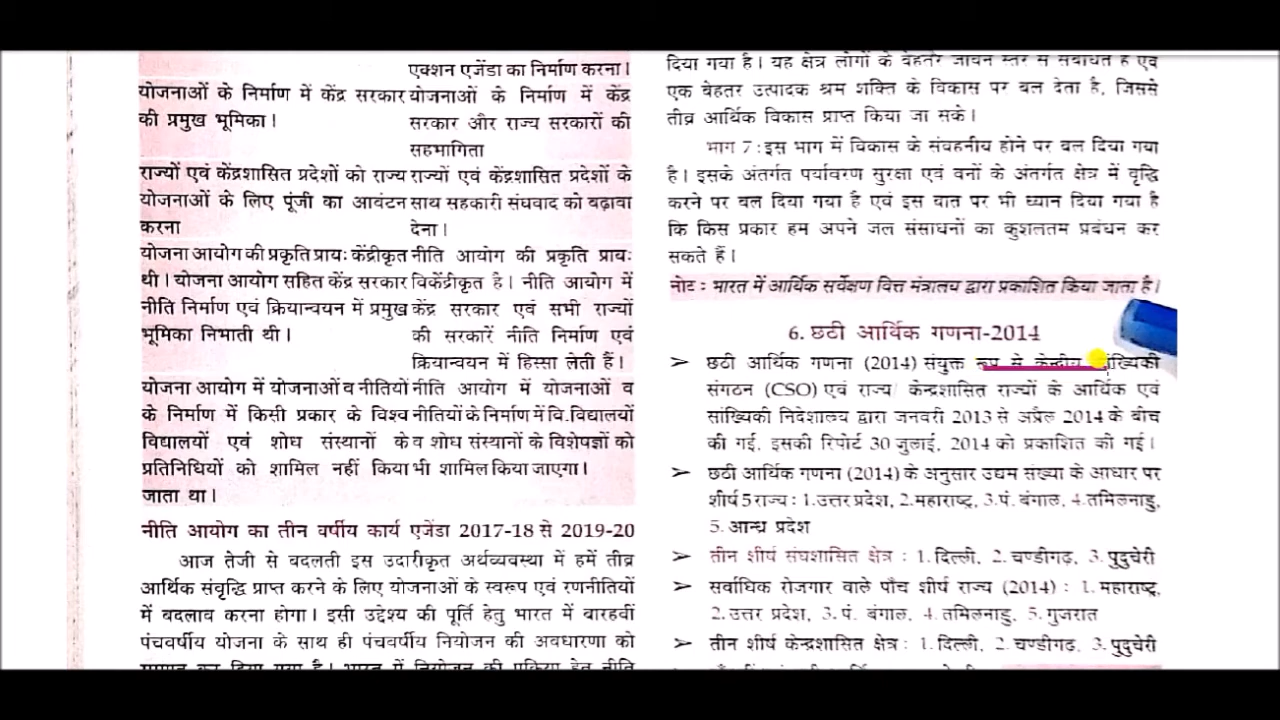 एक्शन एजेंडा का निर्माण करना।
योजनाओं के निर्माण में केंद्र सरकार योजनाओं के निर्माण में केंद्र
की प्रमुख भूमिका। सरकार और राज्य सरकारों की
सहभागिता
राज्यों एवं केंद्रशासित प्रदेशों को राज्य राज्यों एवं केंद्रशासित प्रदेशों के
योजनाओं के लिए पूंजी का आवंटन साथ सहकारी संघवाद को बढ़ावा
करना देना।
योजना आयोग की प्रकृति प्रायः केंद्रीकृत नीति आयोग की प्रकृति प्रायः
थी। योजना आयोग सहित केंद्र सरकार विकेंद्रीकृत है। नीति आयोग में
नीति निर्माण एवं क्रियान्वयन में प्रमुख केंद्र सरकार एवं सभी राज्यों
भूमिका निभाती थी। की सरकारें नीति निर्माण एवं
क्रियान्वयन में हिस्सा लेती हैं।
योजना आयोग में योजनाओं व नीतियों नीति आयोग में योजनाओं व
के निर्माण में किसी प्रकार के विश्व नीतियों के निर्माण में वि.विद्यालयों
विद्यालयों एवं शोध संस्थानों के व शोध संस्थानों के विशेषज्ञों को
प्रतिनिधियों को शामिल नहीं किया भी शामिल किया जाएगा।
जाता था।
नीति आयोग का तीन वर्षीय कार्य एजेंडा 2017-18 से 2019-20
आज तेजी से बदलती इस उदारीकृत अर्थव्यवस्था में हमें तीव्र
आर्थिक संवृद्धि प्राप्त करने के लिए योजनाओं के स्वरूप एवं रणनीतियों
में बदलाव करना होगा। इसी उद्देश्य की पूर्ति हेतु भारत में बारहवीं
पंचवर्षीय योजना के साथ ही पंचवर्षीय नियोजन की अवधारणा को
दिया गया है। यह क्षेत्र लोगों के बेहतर जीवन स्तर से संबंधित है एवं
एक बेहतर उत्पादक श्रम शक्ति के विकास पर बल देता है, जिससे
तीव्र आर्थिक विकास प्राप्त किया जा सके।
भाग 7 : इस भाग में विकास के संवहनीय होने पर बल दिया गया
है। इसके अंतर्गत पर्यावरण सुरक्षा एवं वनों के अंतर्गत क्षेत्र में वृद्धि
करने पर बल दिया गया है एवं इस बात पर भी ध्यान दिया गया है
कि किस प्रकार हम अपने जल संसाधनों का कुशलतम प्रबंधन कर
सकते हैं।
नोट : भारत में आर्थिक सर्वेक्षण वित्त मंत्रालय द्वारा प्रकाशित किया जाता है।
6. छटी आर्थिक गणना-2014
➢ छठी आर्थिक गणना (2014) संयुक्त रूप से केन्द्रीय सांख्यिकी
संगठन (CSO) एवं राज्य/ केन्द्रशासित राज्यों के आर्थिक एवं
सांख्यिकी निदेशालय द्वारा जनवरी 2013 से अप्रैल 2014 के बीच
की गई, इसकी रिपोर्ट 30 जुलाई, 2014 को प्रकाशित की गई।
➢ छठी आर्थिक गणना (2014) के अनुसार उद्यम संख्या के आधार पर
शीर्ष 5 राज्य : 1. उत्तर प्रदेश, 2. महाराष्ट्र, 3. पं. बंगाल, 4. तमिलनाडु,
5. आन्ध्र प्रदेश
➢ तीन शीर्ष संघशासित क्षेत्र : 1. दिल्ली, 2. चण्डीगढ़, 3. पुदुचेरी
➢ सर्वाधिक रोजगार वाले पाँच शीर्ष राज्य (2014) : 1. महाराष्ट्र,
2. उत्तर प्रदेश, 3. पं. बंगाल, 4. तमिलनाडु, 5. गुजरात
➢ तीन शीर्ष केन्द्रशासित क्षेत्र : 1. दिल्ली, 2. चण्डीगढ़, 3. पुदुचेरी